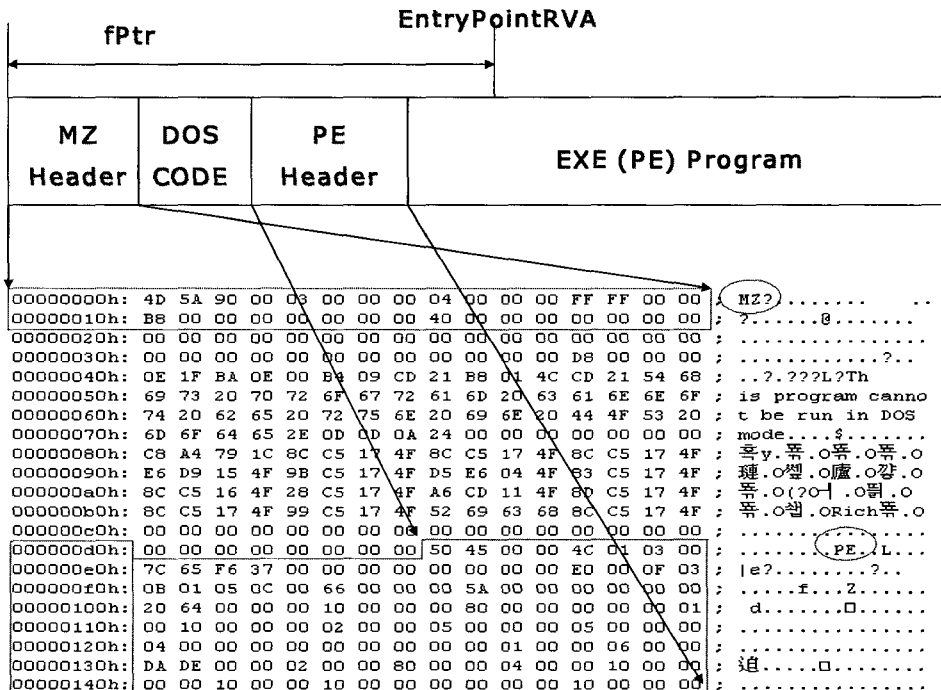 EntryPointRVA
fPtr
MZ Header
DOS CODE
PE Header
EXE (PE) Program
00000000h: 4D 5A 90 00 03 00 00 00 04 00 00 00 FF FF 00 00 ; MZ?....... ..
00000010h: B8 00 00 00 00 00 00 00 40 00 00 00 00 00 00 00 ; ?.......@.......
00000020h: 00 00 00 00 00 00 00 00 00 00 00 00 00 00 00 00 ; ................
00000030h: 00 00 00 00 00 00 00 00 00 00 00 00 D8 00 00 00 ; ............?..
00000040h: 0E 1F BA 0E 00 B4 09 CD 21 B8 01 4C CD 21 54 68 ; ..?.???L?Th
00000050h: 69 73 20 70 72 6F 67 72 61 6D 20 63 61 6E 6E 6F ; is program canno
00000060h: 74 20 62 65 20 72 75 6E 20 69 6E 20 44 4F 53 20 ; t be run in DOS
00000070h: 6D 6F 64 65 2E 0D 0D 0A 24 00 00 00 00 00 00 00 ; mode....$.......
00000080h: C8 A4 79 1C 8C C5 17 4F 8C C5 17 4F 8C C5 17 4F ; 혹y.폶.O폶.O폶.O
00000090h: E6 D9 15 4F 9B C5 17 4F D5 E6 04 4F 83 C5 17 4F ;
000000a0h: 8C C5 16 4F 28 C5 17 4F A6 CD 11 4F 8D C5 17 4F ;
000000b0h: 8C C5 17 4F 99 C5 17 4F 52 69 63 68 8C C5 17 4F ;
000000c0h: 00 00 00 00 00 00 00 00 00 00 00 00 00 00 00 00 ; ................
000000d0h: 00 00 00 00 00 00 00 00 50 45 00 00 4C 01 03 00 ; ........PE..L...
000000e0h: 7C 65 F6 37 00 00 00 00 00 00 00 00 E0 00 0F 03 ; |e?........?..
000000f0h: 0B 01 05 0C 00 66 00 00 00 5A 00 00 00 00 00 00 ; .....f...Z......
00000100h: 20 64 00 00 00 10 00 00 00 80 00 00 00 00 00 01 ; d.......□......
00000110h: 00 10 00 00 00 02 00 00 05 00 00 00 05 00 00 00 ; ................
00000120h: 04 00 00 00 00 00 00 00 00 00 01 00 00 06 00 00 ; ................
00000130h: DA DE 00 00 02 00 00 80 00 00 04 00 00 10 00 00 ; 迨.....□........
00000140h: 00 00 10 00 00 10 00 00 00 00 00 00 10 00 00 00 ; ................